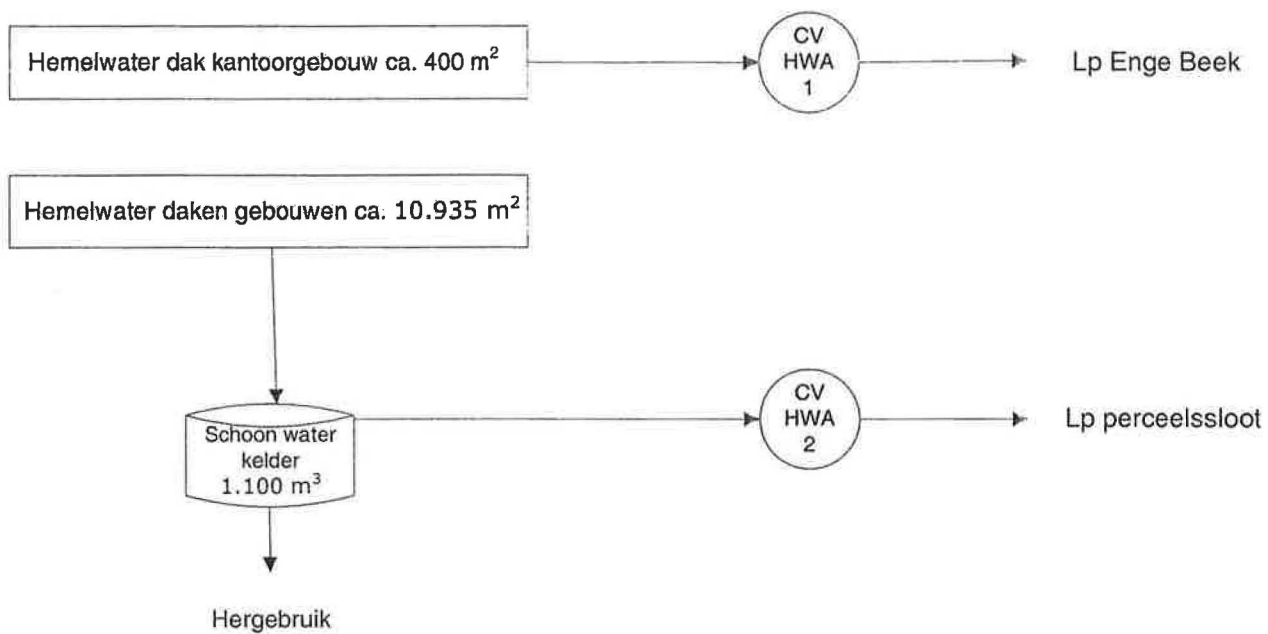 Hemelwater dak kantoorgebouw ca. 400 m²
CV
HWA
1
Lp Enge Beek
Hemelwater daken gebouwen ca. 10.935 m²
Schoon water
kelder
1.100 m³
CV
HWA
2
Lp perceelssloot
Hergebruik